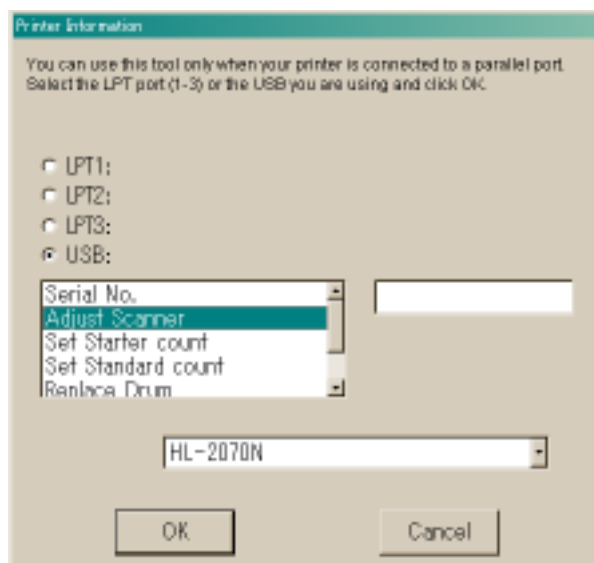 Printer Information
You can use this tool only when your printer is connected to a parallel port.
Select the LPT port (1-3) or the USB you are using and click OK.
LPT1:
LPT2:
LPT3:
USB:
Serial No.
Adjust Scanner
Set Starter count
Set Standard count
Replace Drum
HL-2070N
OK
Cancel